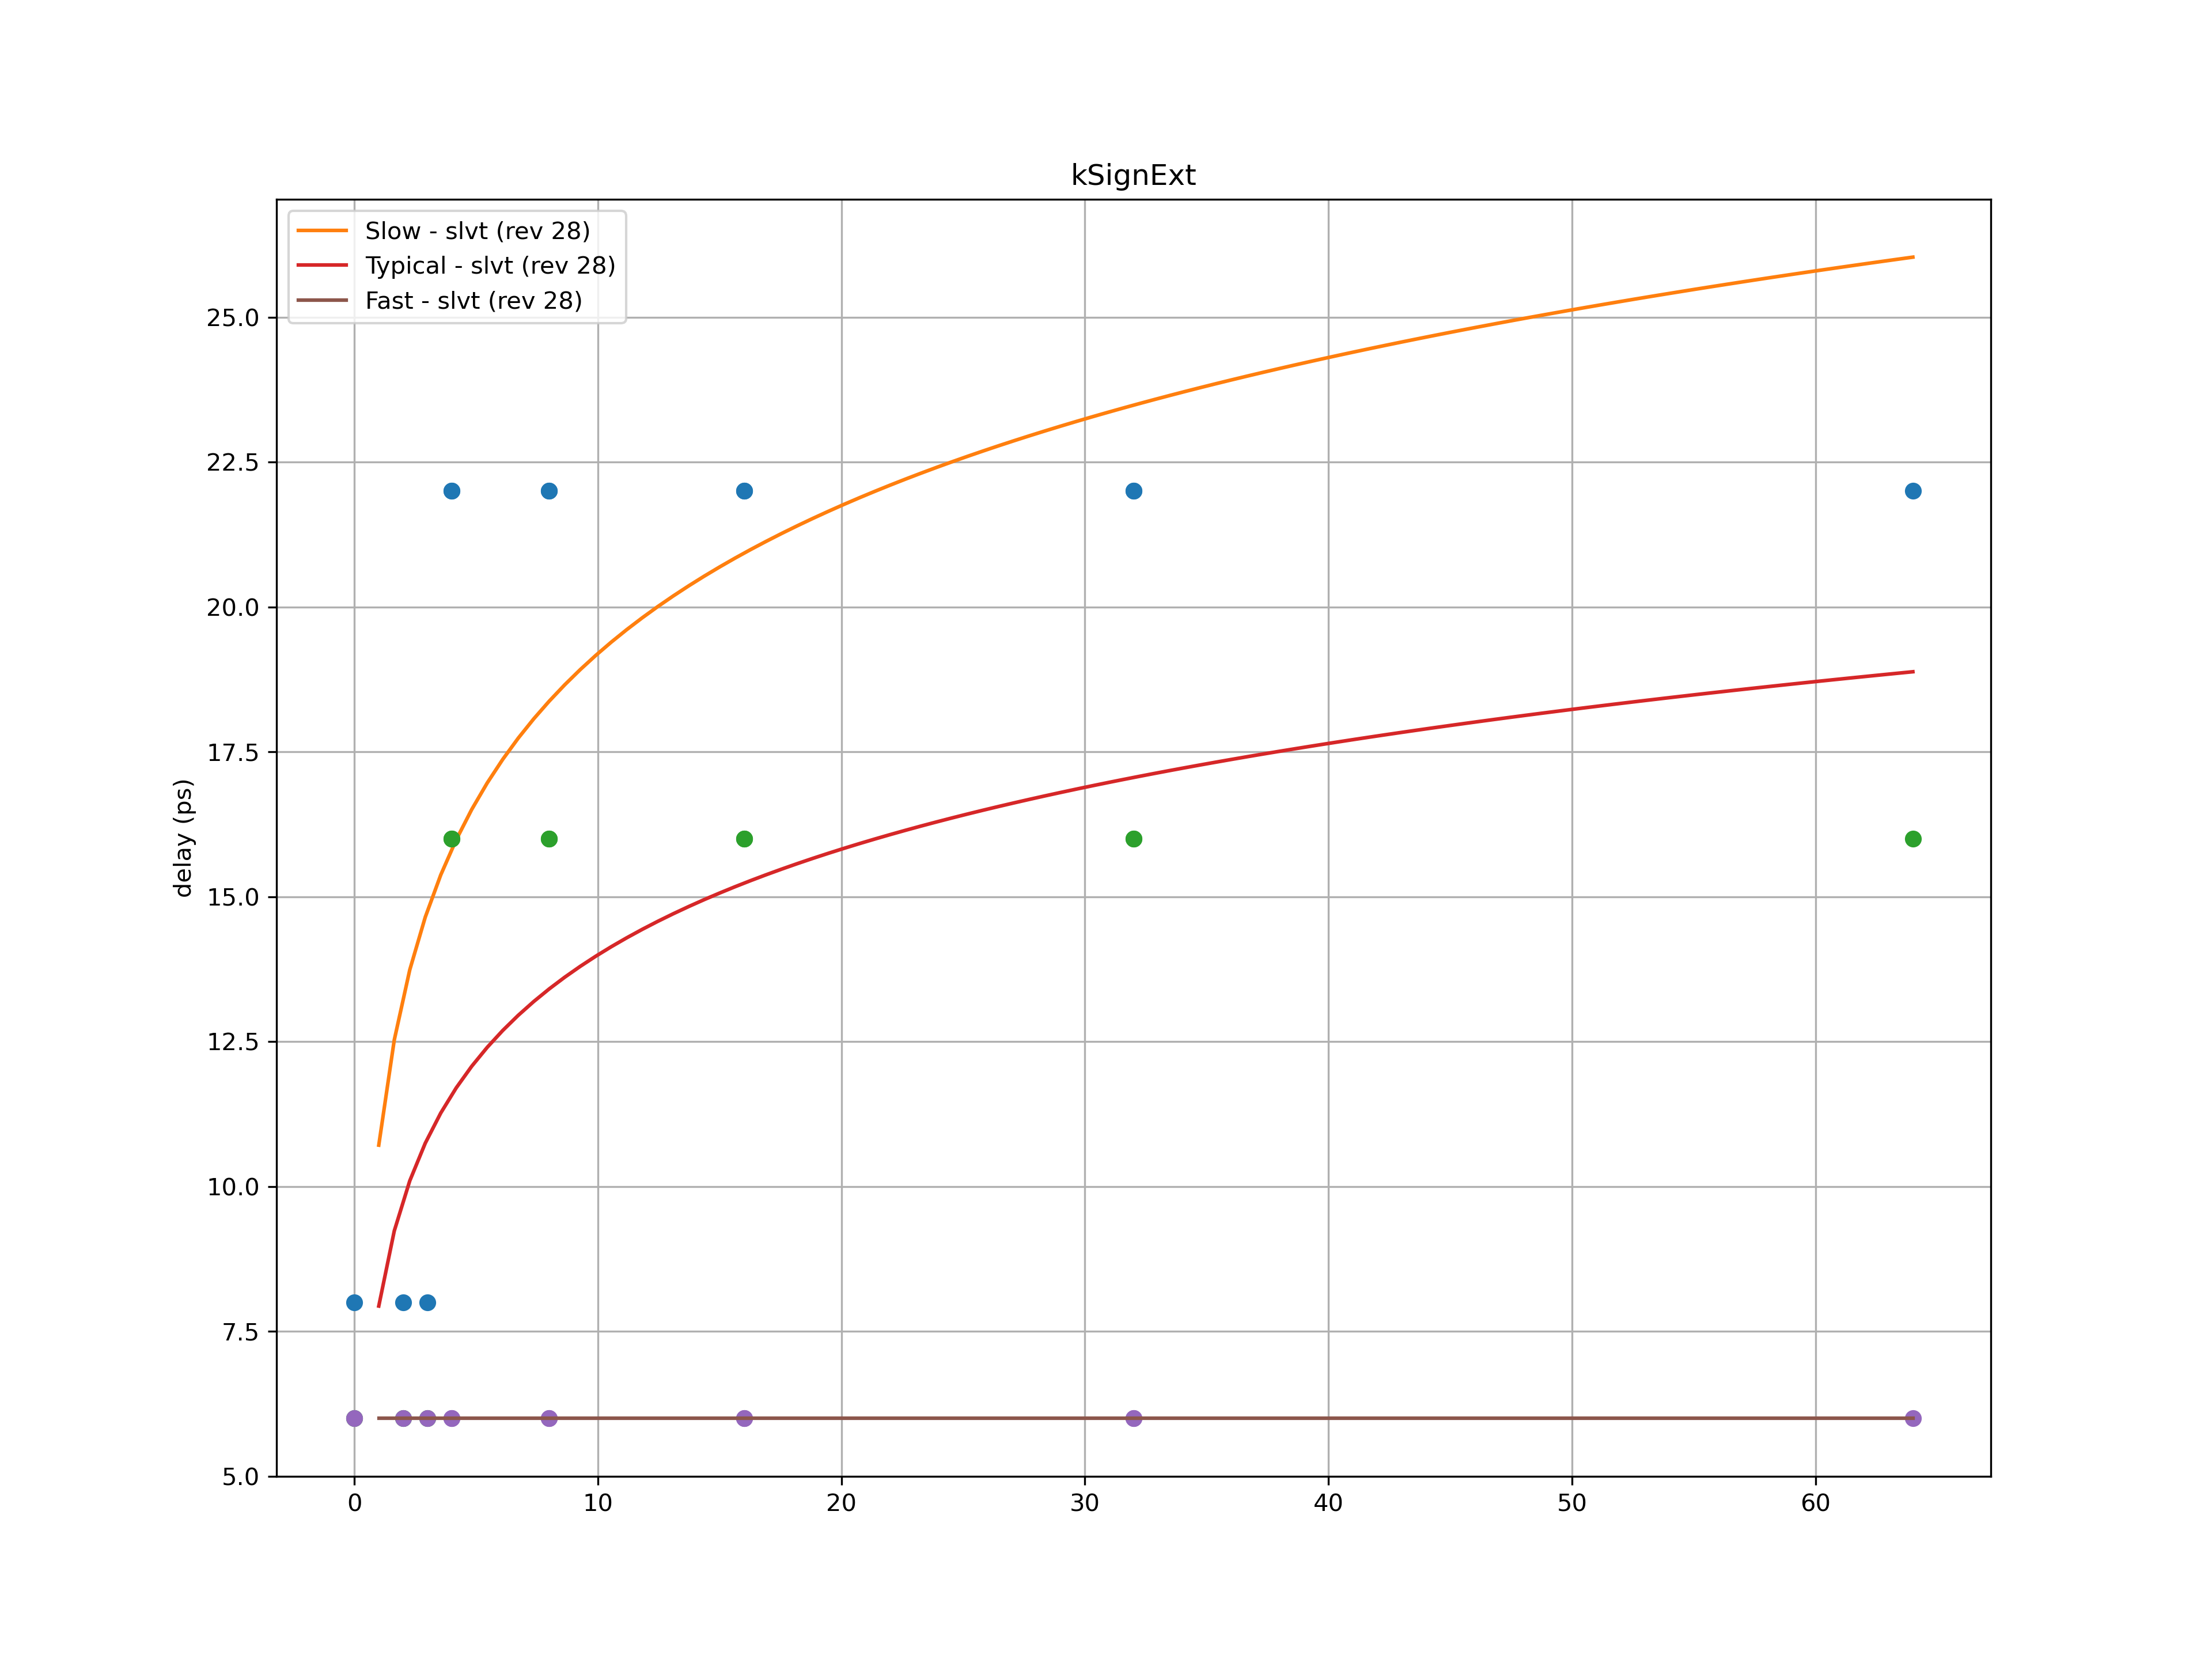 kSignExt
Slow - slvt (rev 28)
Typical - slvt (rev 28)
Fast - slvt (rev 28)
delay (ps)
25.0
22.5
20.0
17.5
15.0
12.5
10.0
7.5
5.0
0 10 20 30 40 50 60